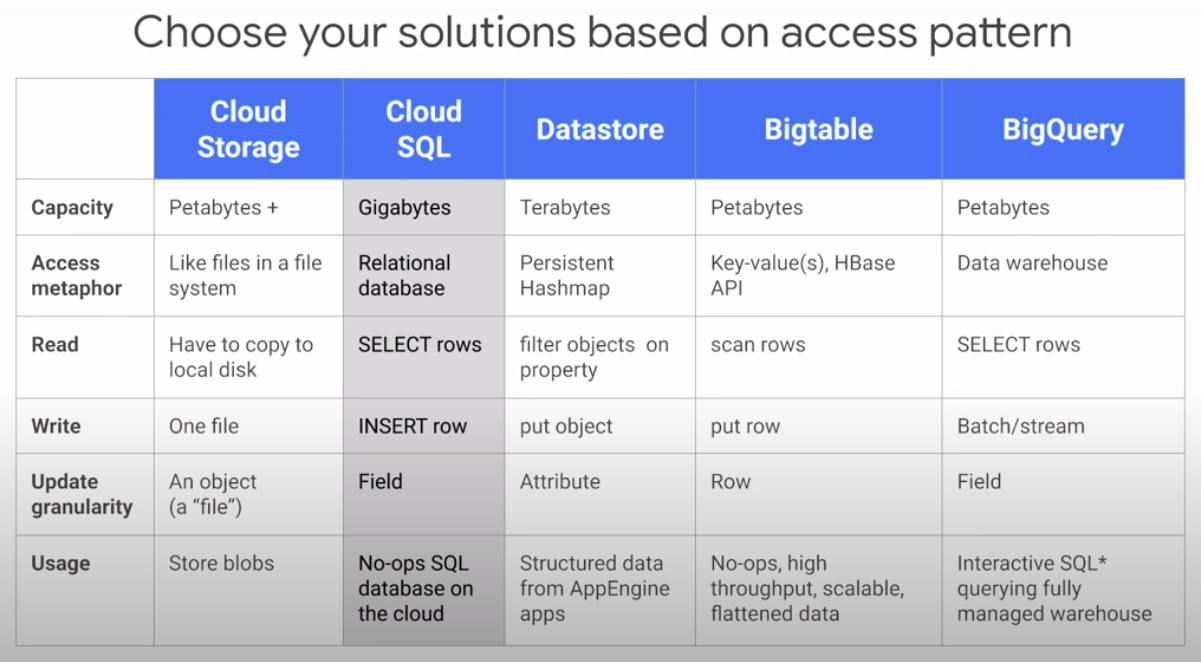 Choose your solutions based on access pattern
Cloud Storage | Cloud SQL | Datastore | Bigtable | BigQuery
Capacity | Petabytes + | Gigabytes | Terabytes | Petabytes | Petabytes
Access metaphor | Like files in a file system | Relational database | Persistent Hashmap | Key-value(s), HBase API | Data warehouse
Read | Have to copy to local disk | SELECT rows | filter objects on property | scan rows | SELECT rows
Write | One file | INSERT row | put object | put row | Batch/stream
Update granularity | An object (a “file”) | Field | Attribute | Row | Field
Usage | Store blobs | No-ops SQL database on the cloud | Structured data from AppEngine apps | No-ops, high throughput, scalable, flattened data | Interactive SQL* querying fully managed warehouse